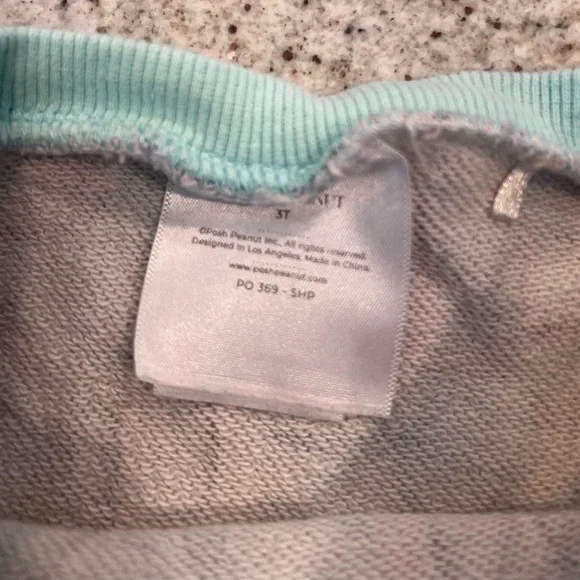 3T
©Posh Peanut Inc., All rights reserved.
Designed in Los Angeles. Made in China.
www.poshpeanut.com
PO 369 - SHP